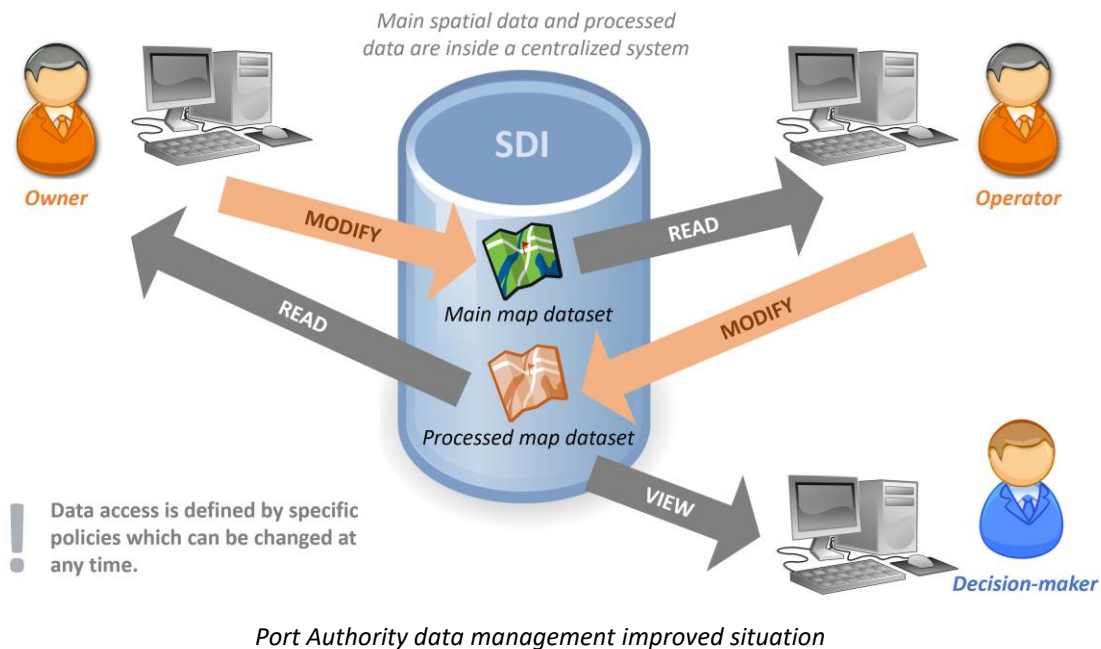 Main spatial data and processed
data are inside a centralized system
SDI
Owner
Operator
MODIFY
READ
Main map dataset
READ
MODIFY
Processed map dataset
VIEW
! Data access is defined by specific
policies which can be changed at
any time.
Decision-maker
Port Authority data management improved situation